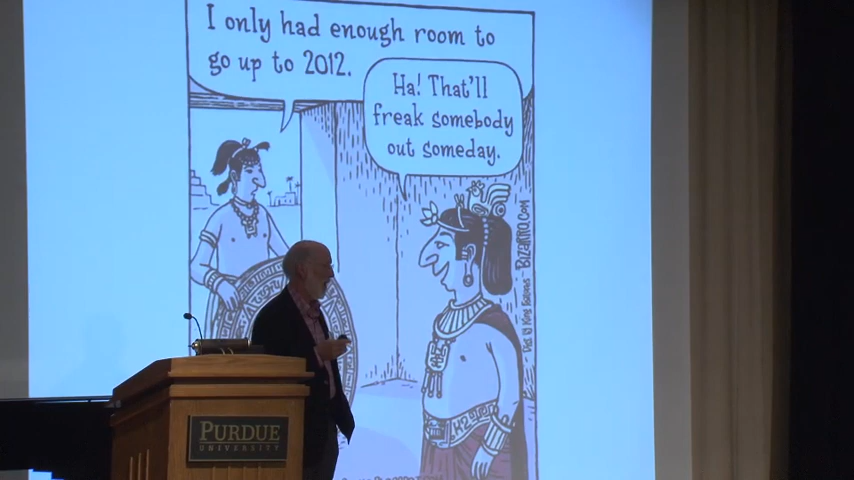 I only had enough room to
go up to 2012.
Ha! That'll
freak somebody
out someday.
BIZARRO.COM
PURDUE
UNIVERSITY